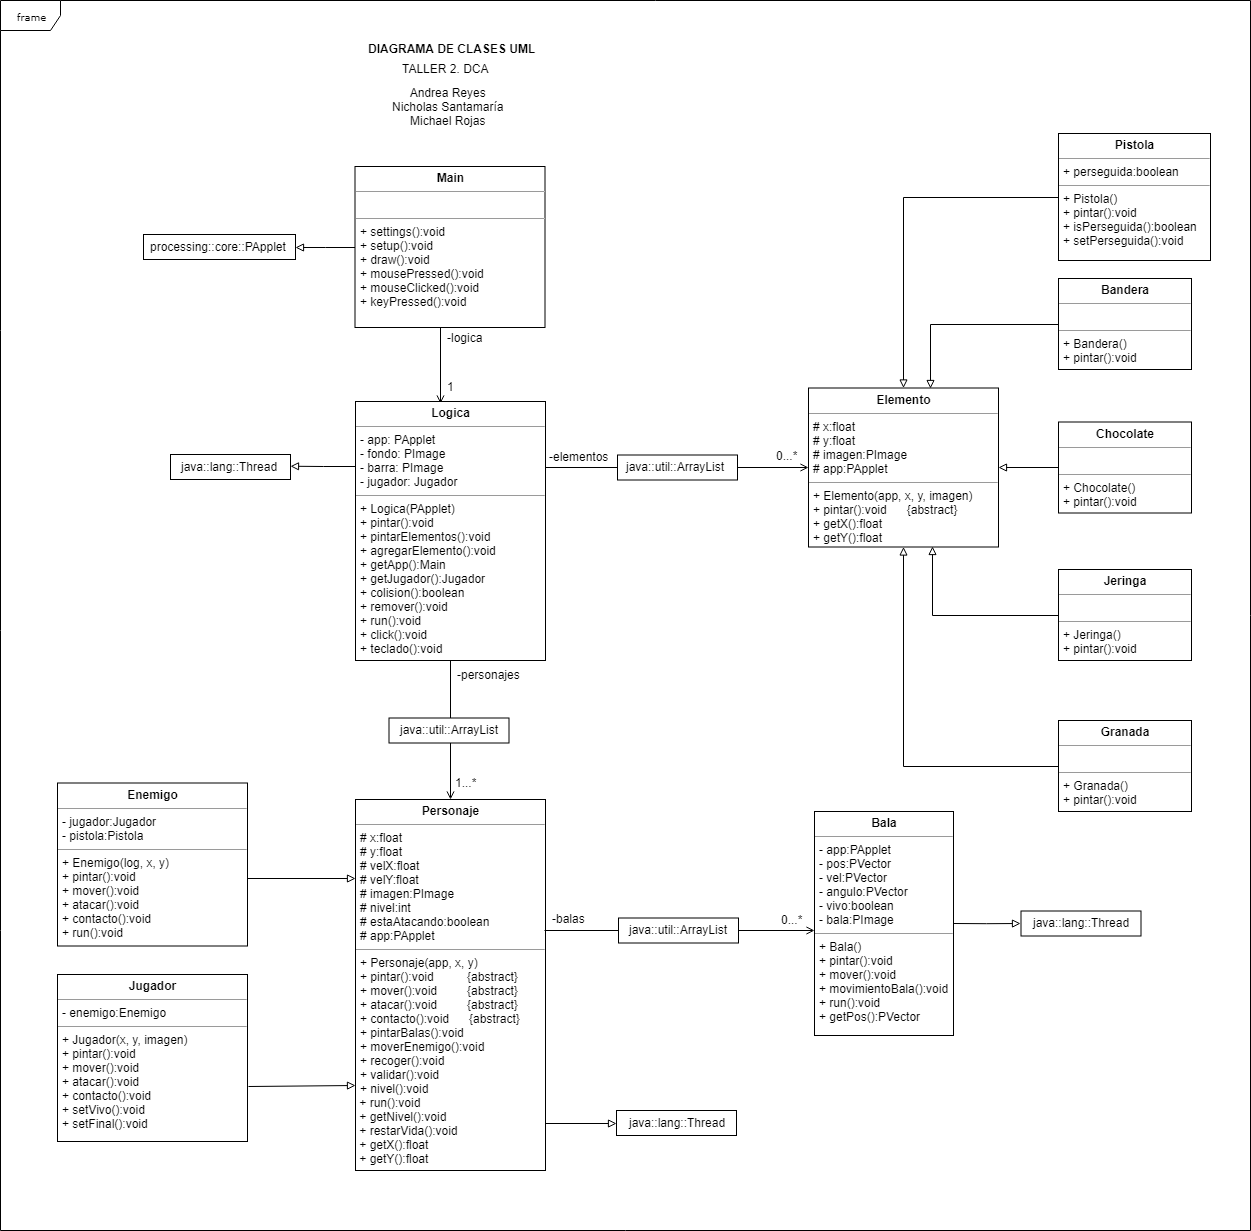 frame
DIAGRAMA DE CLASES UML
TALLER 2. DCA
Andrea Reyes
Nicholas Santamaría
Michael Rojas
Main
+ settings():void
+ setup():void
+ draw():void
+ mousePressed():void
+ mouseClicked():void
+ keyPressed():void
processing::core::PApplet
-logica
1
Logica
- app: PApplet
- fondo: PImage
- barra: PImage
- jugador: Jugador
+ Logica(PApplet)
+ pintar():void
+ pintarElementos():void
+ agregarElemento():void
+ getApp():Main
+ getJugador():Jugador
+ colision():boolean
+ remover():void
+ run():void
+ click():void
+ teclado():void
java::lang::Thread
-elementos
java::util::ArrayList
0...*
Elemento
# x:float
# y:float
# imagen:PImage
# app:PApplet
+ Elemento(app, x, y, imagen)
+ pintar():void {abstract}
+ getX():float
+ getY():float
Pistola
+ perseguida:boolean
+ Pistola()
+ pintar():void
+ isPerseguida():boolean
+ setPerseguida():void
Bandera
+ Bandera()
+ pintar():void
Chocolate
+ Chocolate()
+ pintar():void
Jeringa
+ Jeringa()
+ pintar():void
Granada
+ Granada()
+ pintar():void
-personajes
java::util::ArrayList
1...*
Enemigo
- jugador:Jugador
- pistola:Pistola
+ Enemigo(log, x, y)
+ pintar():void
+ mover():void
+ atacar():void
+ contacto():void
+ run():void
Jugador
- enemigo:Enemigo
+ Jugador(x, y, imagen)
+ pintar():void
+ mover():void
+ atacar():void
+ contacto():void
+ setVivo():void
+ setFinal():void
Personaje
# x:float
# y:float
# velX:float
# velY:float
# imagen:PImage
# nivel:int
# estaAtacando:boolean
# app:PApplet
+ Personaje(app, x, y)
+ pintar():void {abstract}
+ mover():void {abstract}
+ atacar():void {abstract}
+ contacto():void {abstract}
+ pintarBalas():void
+ moverEnemigo():void
+ recoger():void
+ validar():void
+ nivel():void
+ run():void
+ getNivel():void
+ restarVida():void
+ getX():float
+ getY():float
-balas
java::util::ArrayList
0...*
Bala
- app:PApplet
- pos:PVector
- vel:PVector
- angulo:PVector
- vivo:boolean
- bala:PImage
+ Bala()
+ pintar():void
+ mover():void
+ movimientoBala():void
+ run():void
+ getPos():PVector
java::lang::Thread
java::lang::Thread